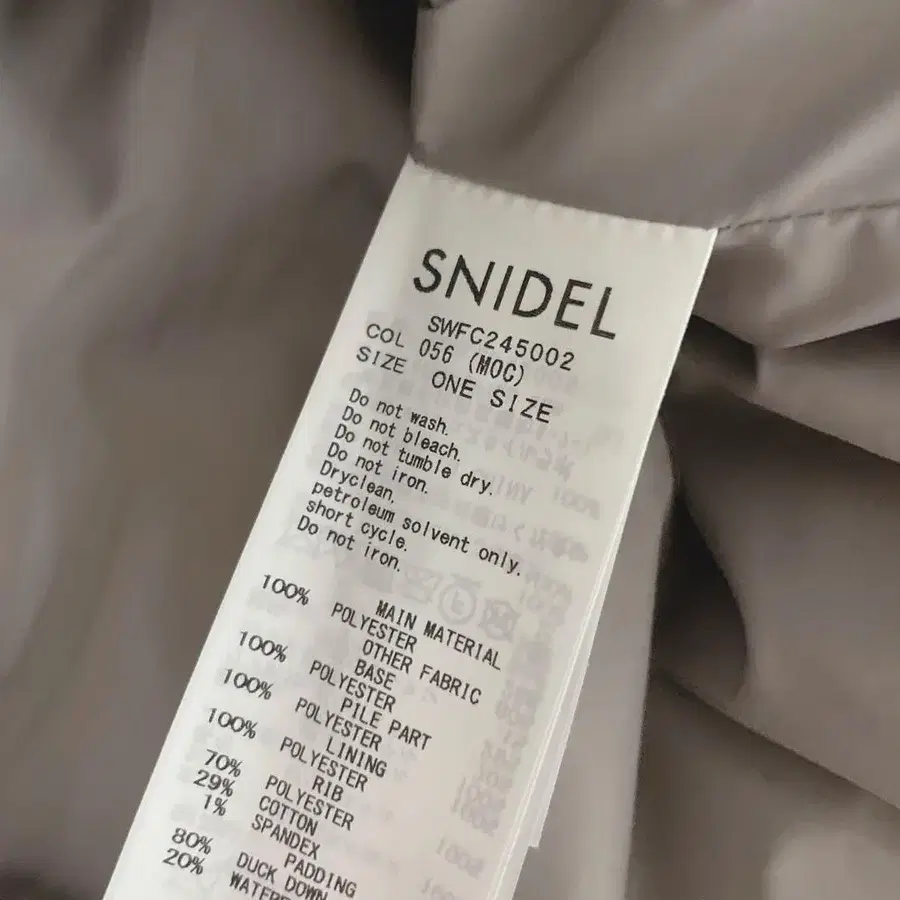 SNIDEL
SWFC245002
COL 056 (MOC)
SIZE ONE SIZE
Do not wash.
Do not bleach.
Do not tumble dry.
Do not iron.
Dryclean,
petroleum solvent only.
short cycle.
Do not iron.
MAIN MATERIAL
100% POLYESTER
OTHER FABRIC
BASE
100% POLYESTER
PILE PART
100% POLYESTER
LINING
100% POLYESTER
RIB
70% POLYESTER
29% COTTON
1% SPANDEX
PADDING
80% DUCK DOWN
20%